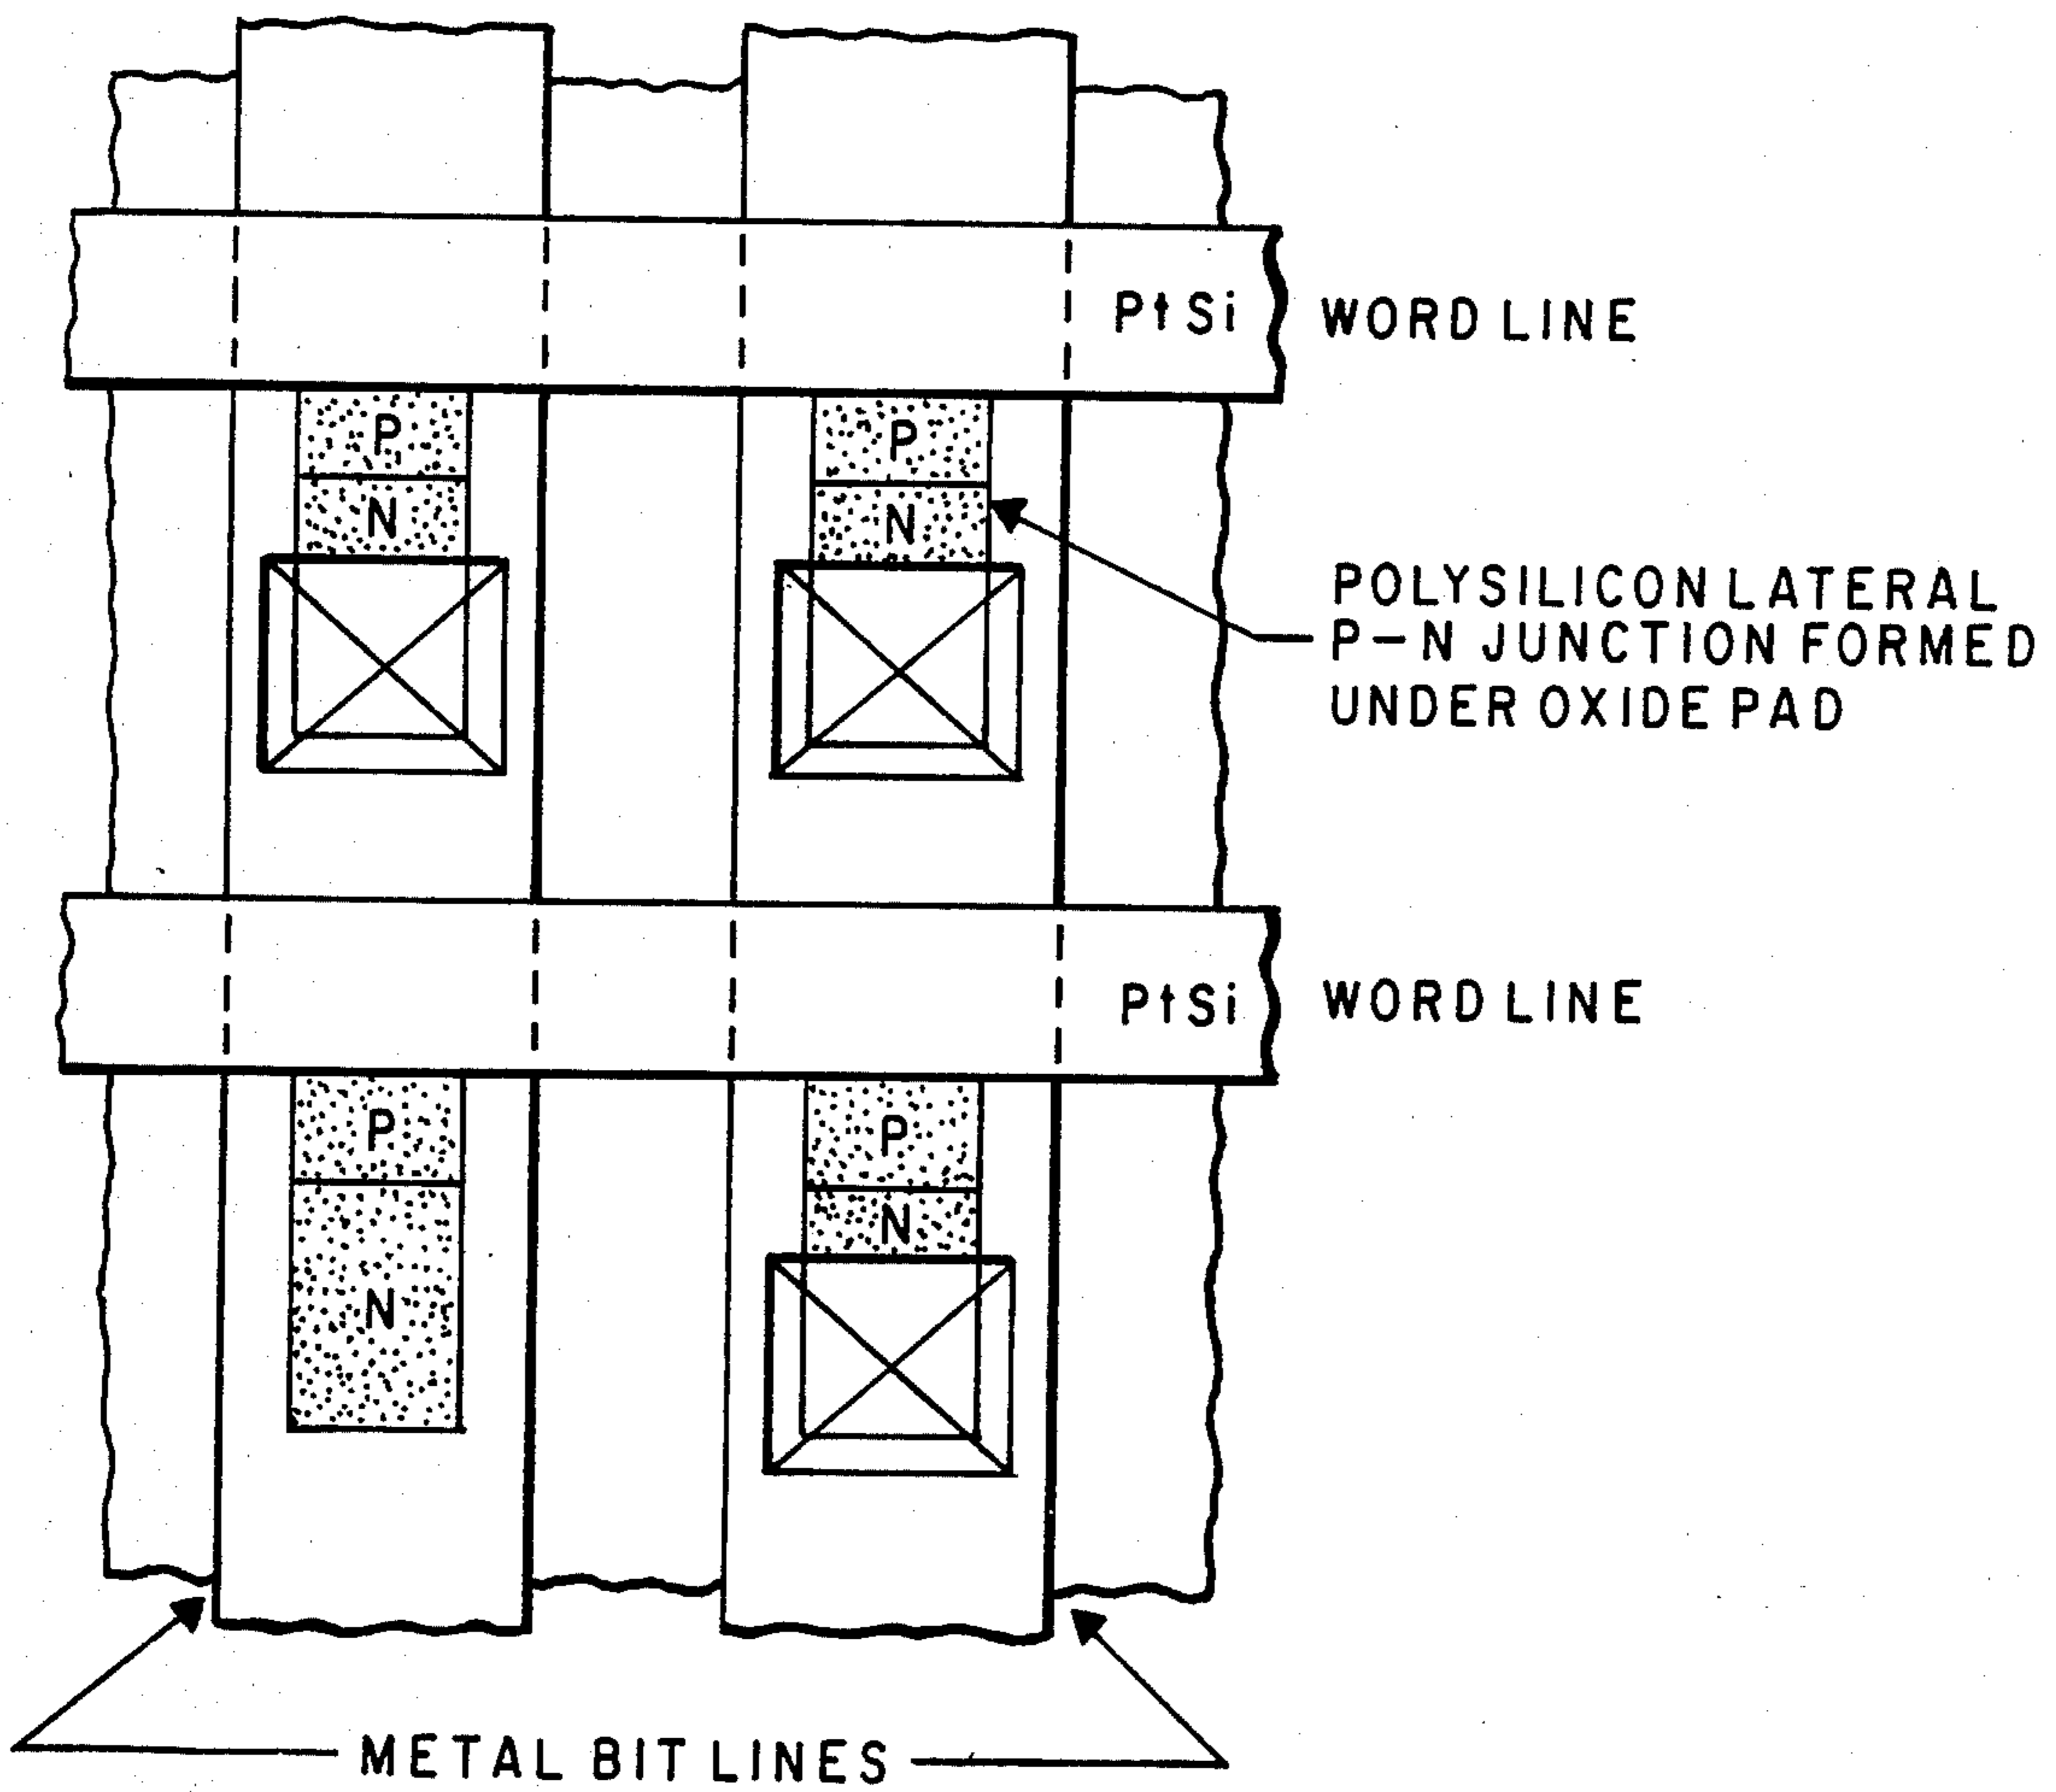 PtSi WORD LINE
P P
N N
POLYSILICON LATERAL
P-N JUNCTION FORMED
UNDER OXIDE PAD
PtSi WORD LINE
P P
N
N
METAL BIT LINES